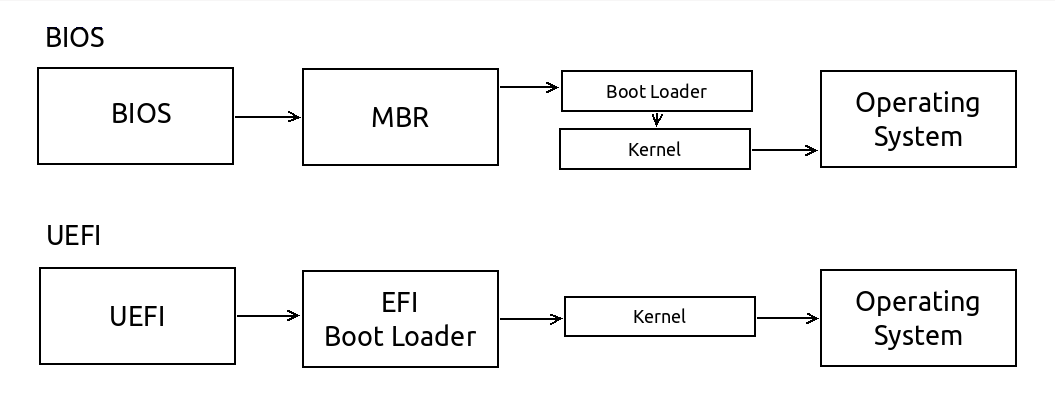 BIOS
BIOS
MBR
Boot Loader
Kernel
Operating
System
UEFI
UEFI
EFI
Boot Loader
Kernel
Operating
System